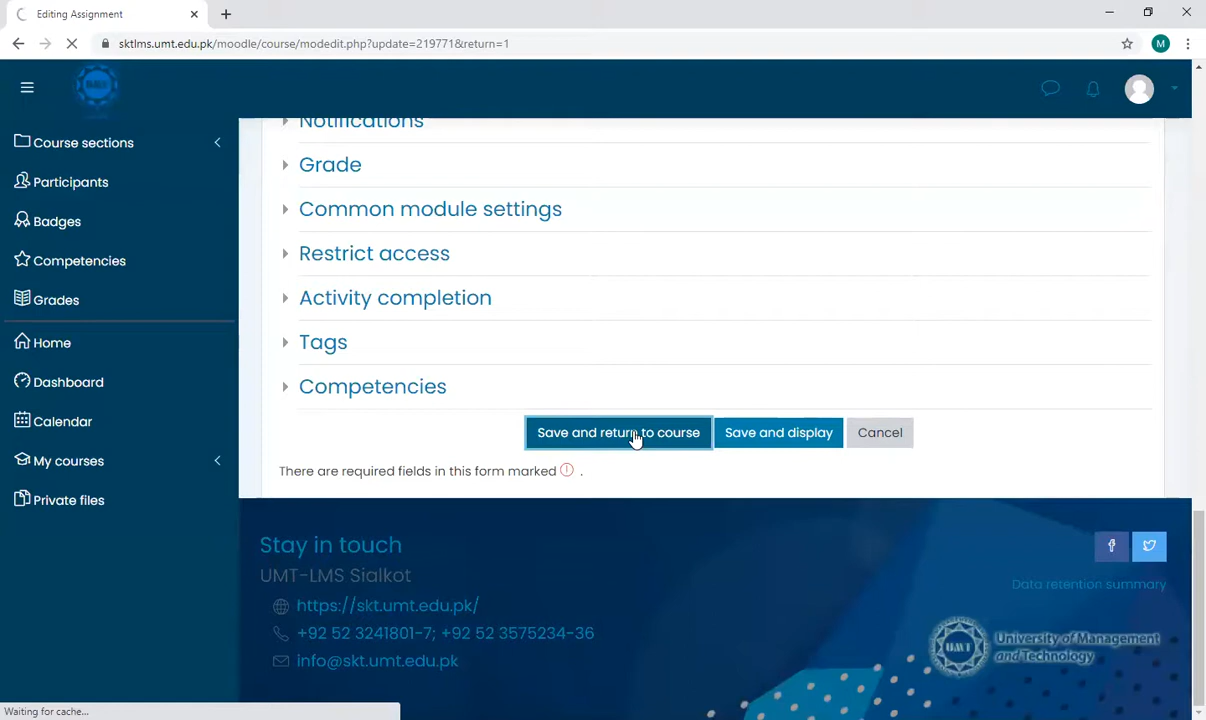 Editing Assignment
sktlms.umt.edu.pk/moodle/course/modedit.php?update=219771&return=1
M
UMT
Course sections
Participants
Badges
Competencies
Grades
Home
Dashboard
Calendar
My courses
Private files
Notifications
Grade
Common module settings
Restrict access
Activity completion
Tags
Competencies
Save and return to course
Save and display
Cancel
There are required fields in this form marked .
Stay in touch
UMT-LMS Sialkot
https://skt.umt.edu.pk/
+92 52 3241801-7; +92 52 3575234-36
info@skt.umt.edu.pk
Data retention summary
UMT
University of Management
and Technology
Waiting for cache...